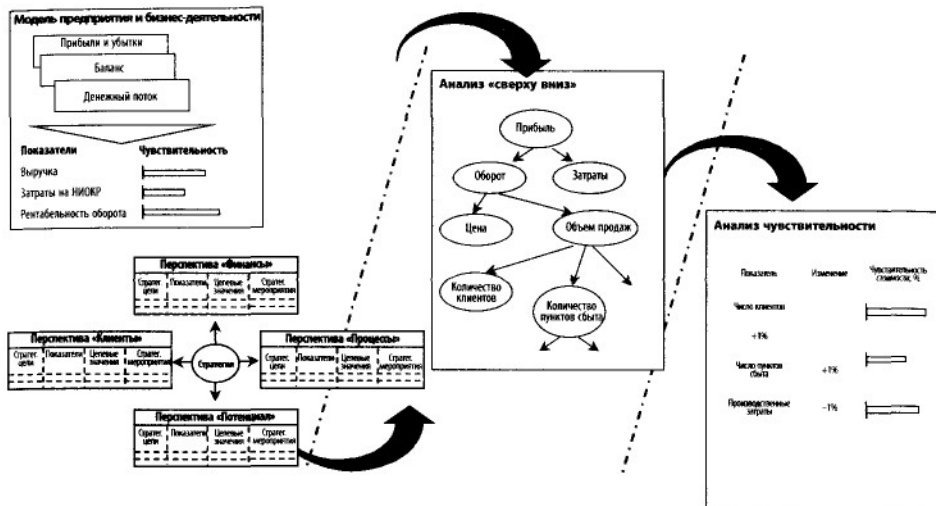 Модель предприятия и бизнес-деятельности
Прибыли и убытки
Баланс
Денежный поток
Показатели Чувствительность
Выручка
Затраты на НИОКР
Рентабельность оборота
Перспектива «Финансы»
Стратег. Показатели Целевые Стратег.
цели значения мероприятия
Перспектива «Клиенты»
Стратег. Показатели Целевые Стратег.
цели значения мероприятия
Стратегия
Перспектива «Процессы»
Стратег. Показатели Целевые Стратег.
цели значения мероприятия
Перспектива «Потенциал»
Стратег. Показатели Целевые Стратег.
цели значения мероприятия
Анализ «сверху вниз»
Прибыль
Оборот Затраты
Цена Объем продаж
Количество
клиентов
Количество
пунктов сбыта
Анализ чувствительности
Показатель Изменение Чувствительность
стоимости, %
Число клиентов
+1%
Число пунктов
сбыта +1%
Производственные
затраты –1%